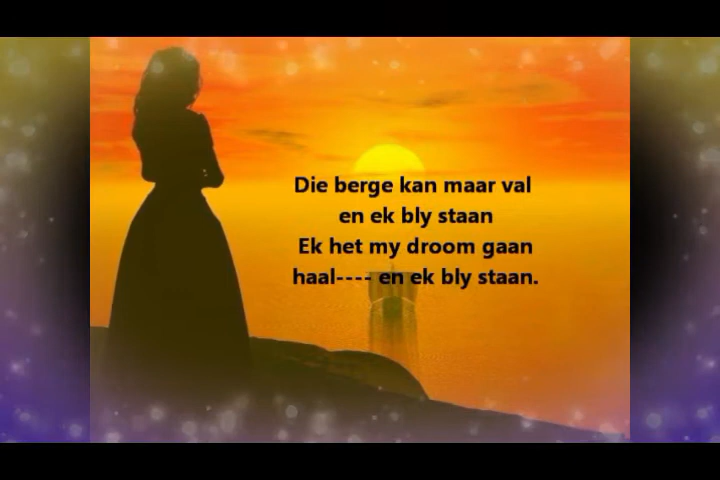 Die berge kan maar val
en ek bly staan
Ek het my droom gaan
haal---- en ek bly staan.